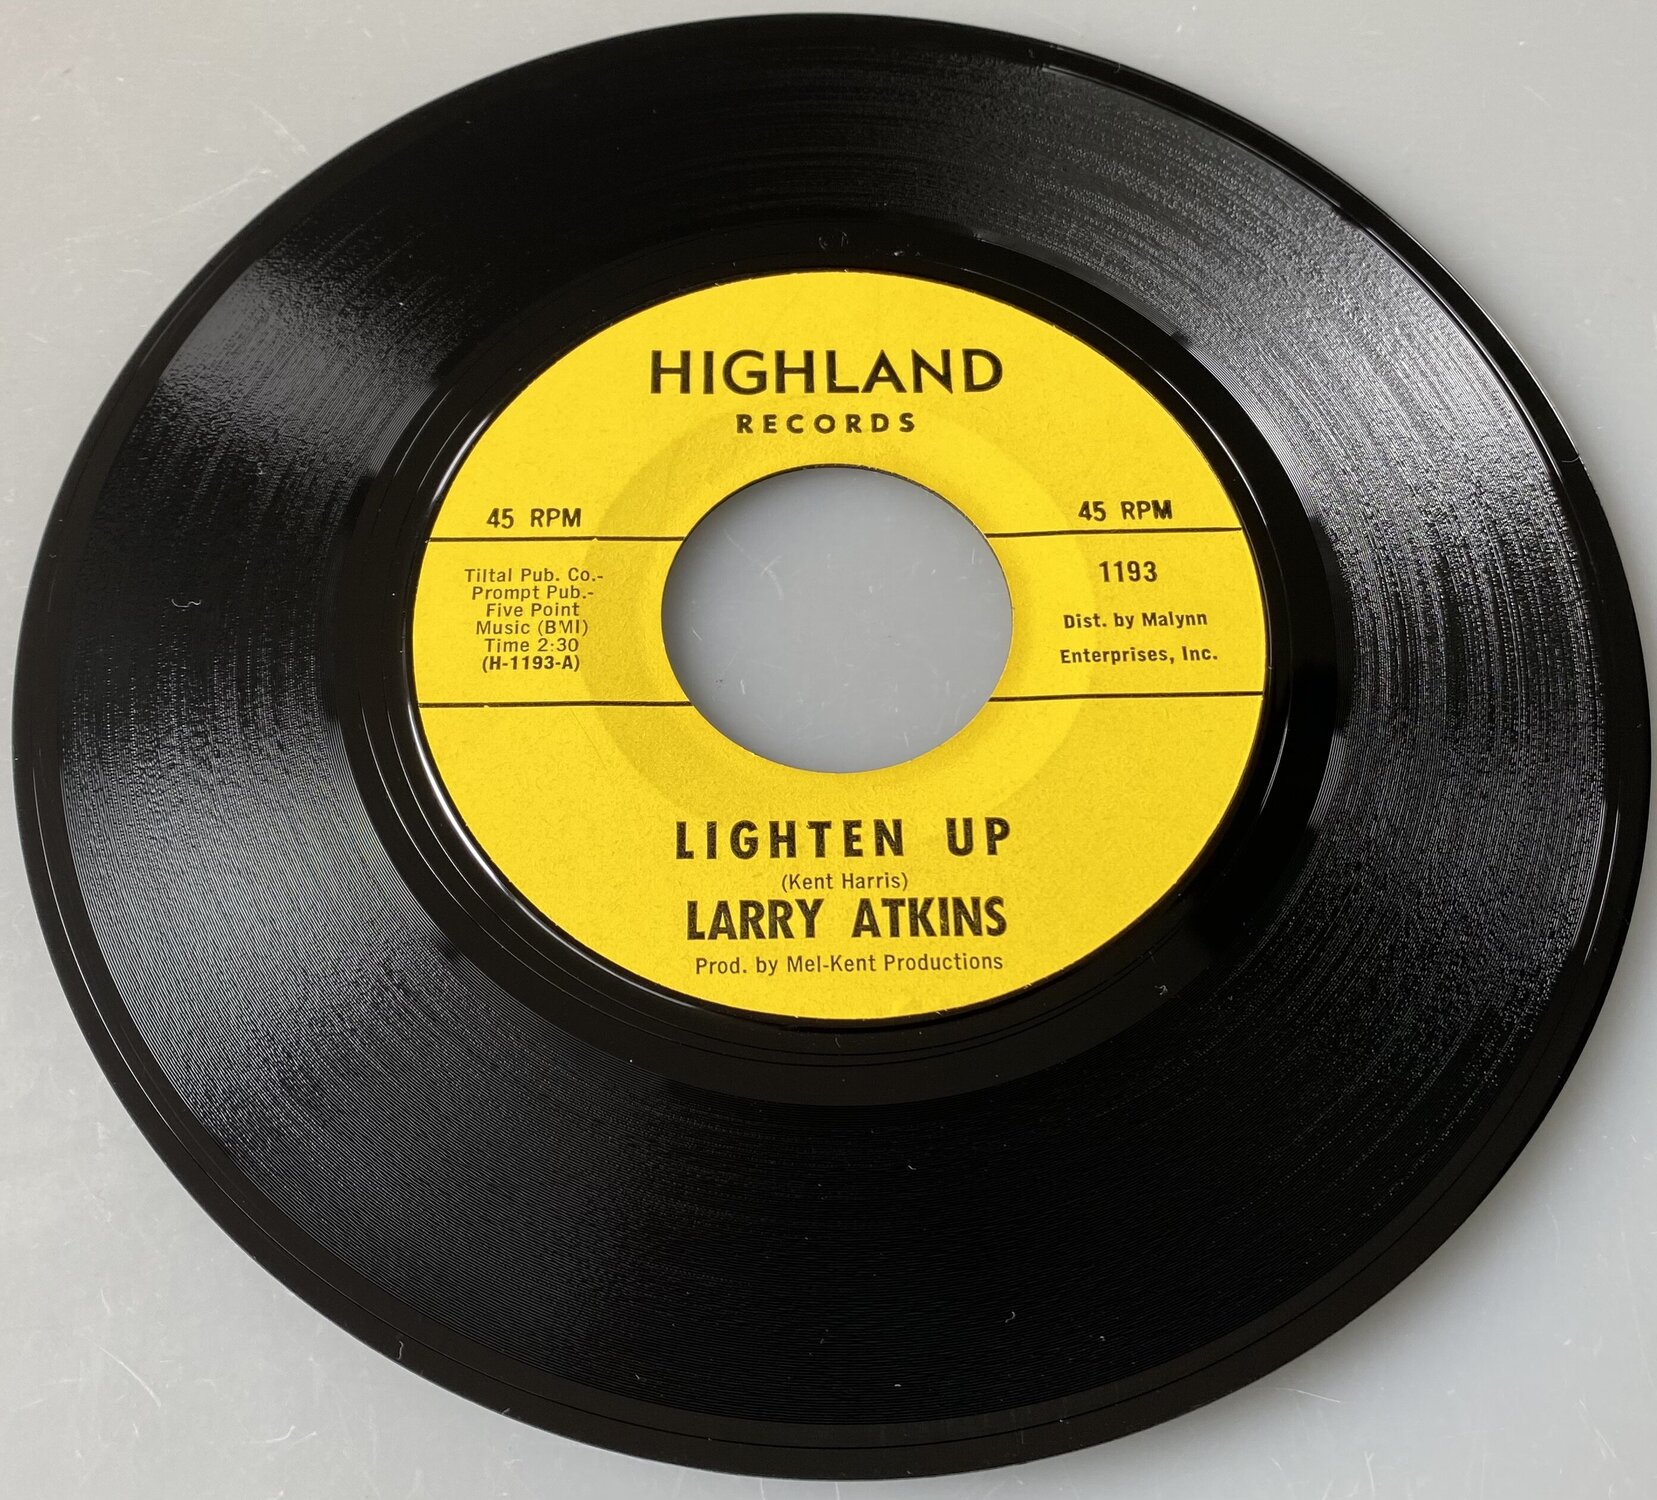 HIGHLAND
RECORDS
45 RPM
45 RPM
Tiltal Pub. Co.-
Prompt Pub.-
Five Point
Music (BMI)
Time 2:30
(H-1193-A)
1193
Dist. by Malynn
Enterprises, Inc.
LIGHTEN UP
(Kent Harris)
LARRY ATKINS
Prod. by Mel-Kent Productions